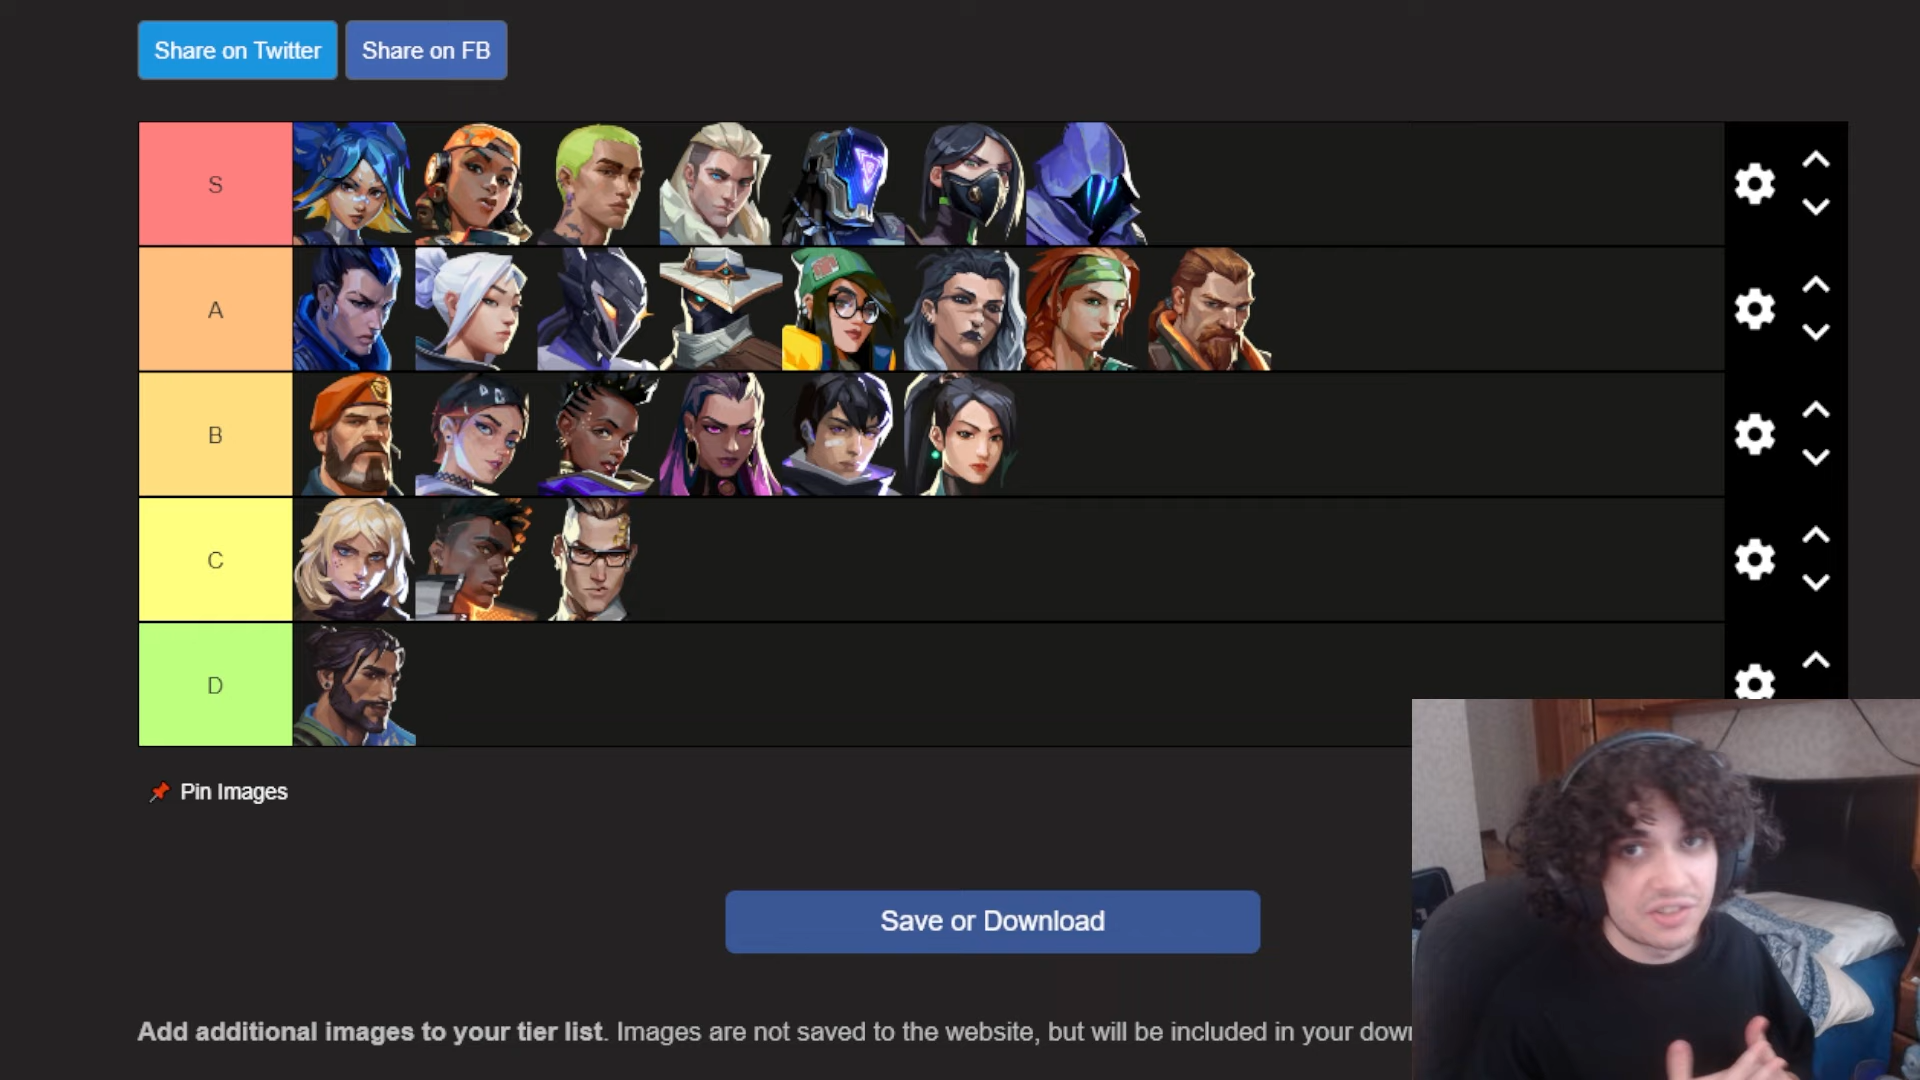 Share on Twitter
Share on FB
S
A
B
C
D
Pin Images
Save or Download
Add additional images to your tier list. Images are not saved to the website, but will be included in your dow